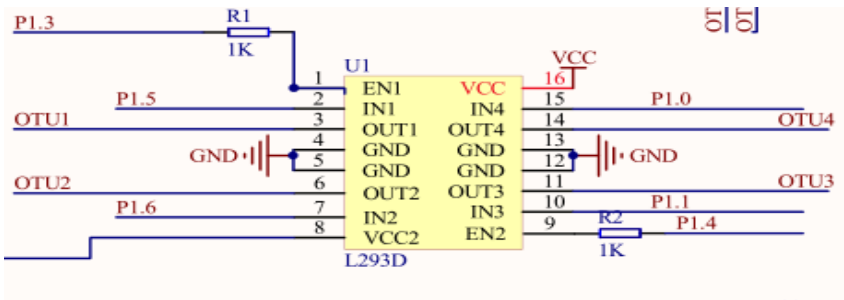 P1.3
R1
1K
OT
OT
U1
VCC
1
EN1
VCC
16
P1.5
2
IN1
IN4
15
P1.0
OTU1
3
OUT1
OUT4
14
OTU4
GND
4
GND
GND
13
GND
5
GND
GND
12
OTU2
6
OUT2
OUT3
11
OTU3
P1.6
7
IN2
IN3
10
P1.1
8
VCC2
EN2
9
R2
1K
P1.4
L293D